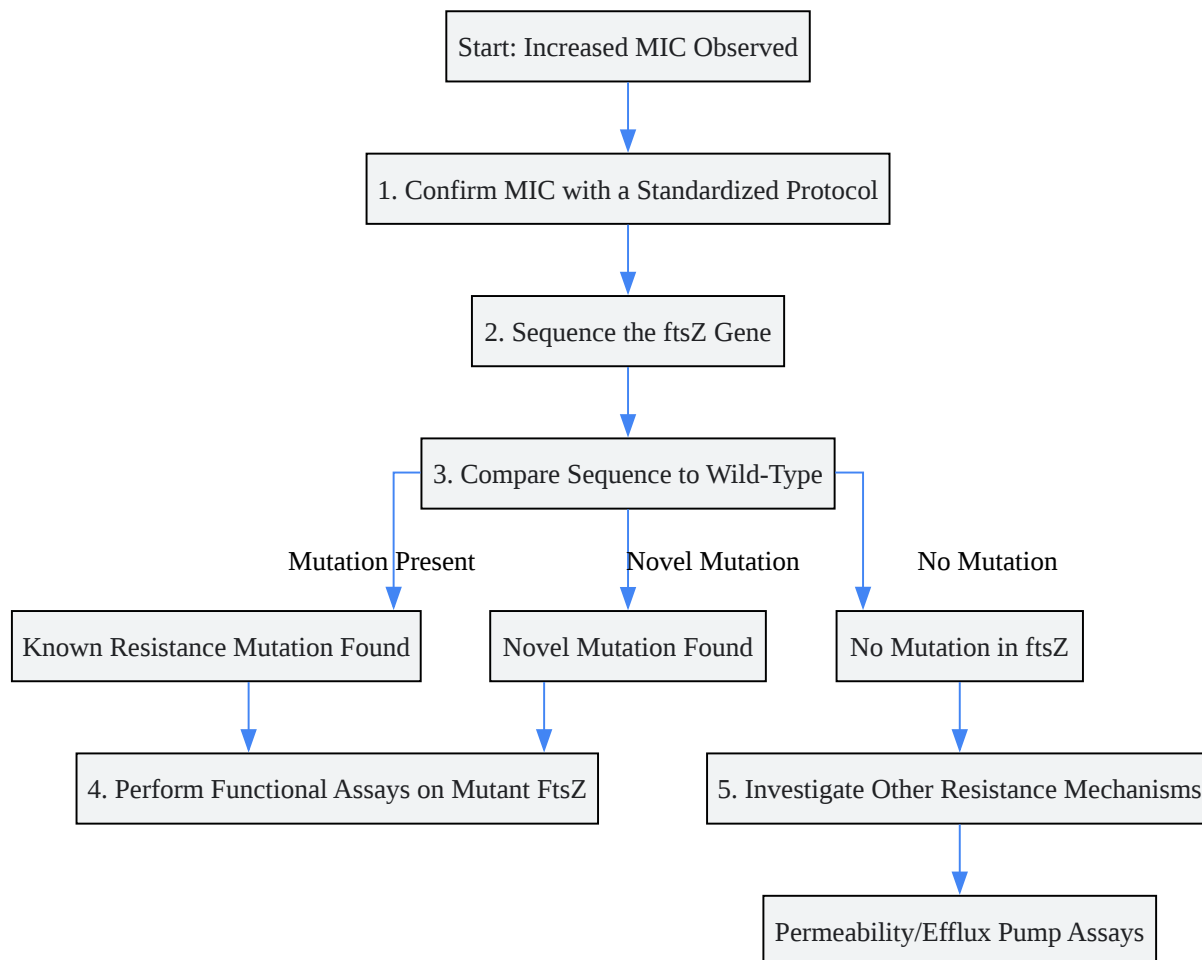 Start: Increased MIC Observed
1. Confirm MIC with a Standardized Protocol
2. Sequence the ftsZ Gene
3. Compare Sequence to Wild-Type
Mutation Present
Novel Mutation
No Mutation
Known Resistance Mutation Found
Novel Mutation Found
No Mutation in ftsZ
4. Perform Functional Assays on Mutant FtsZ
5. Investigate Other Resistance Mechanisms
Permeability/Efflux Pump Assays